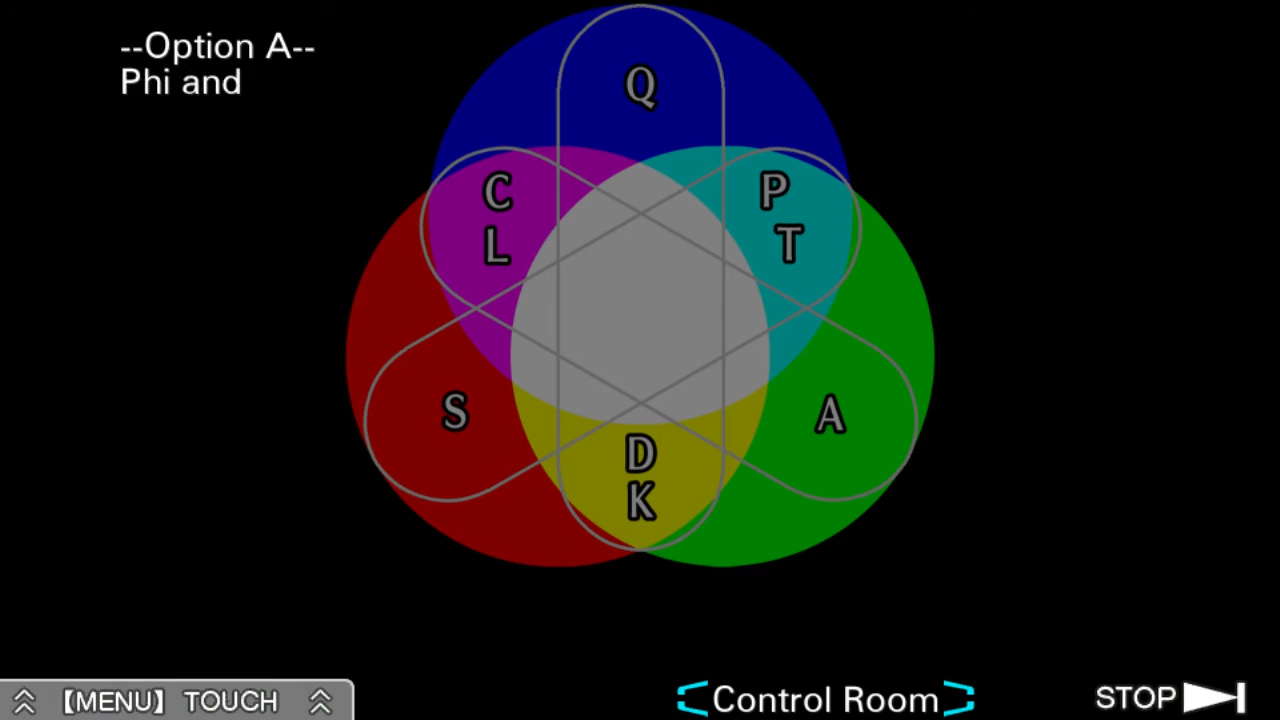 --Option A--
Phi and
Q
C
P
L
T
S
A
D
K
【MENU】 TOUCH
Control Room
STOP